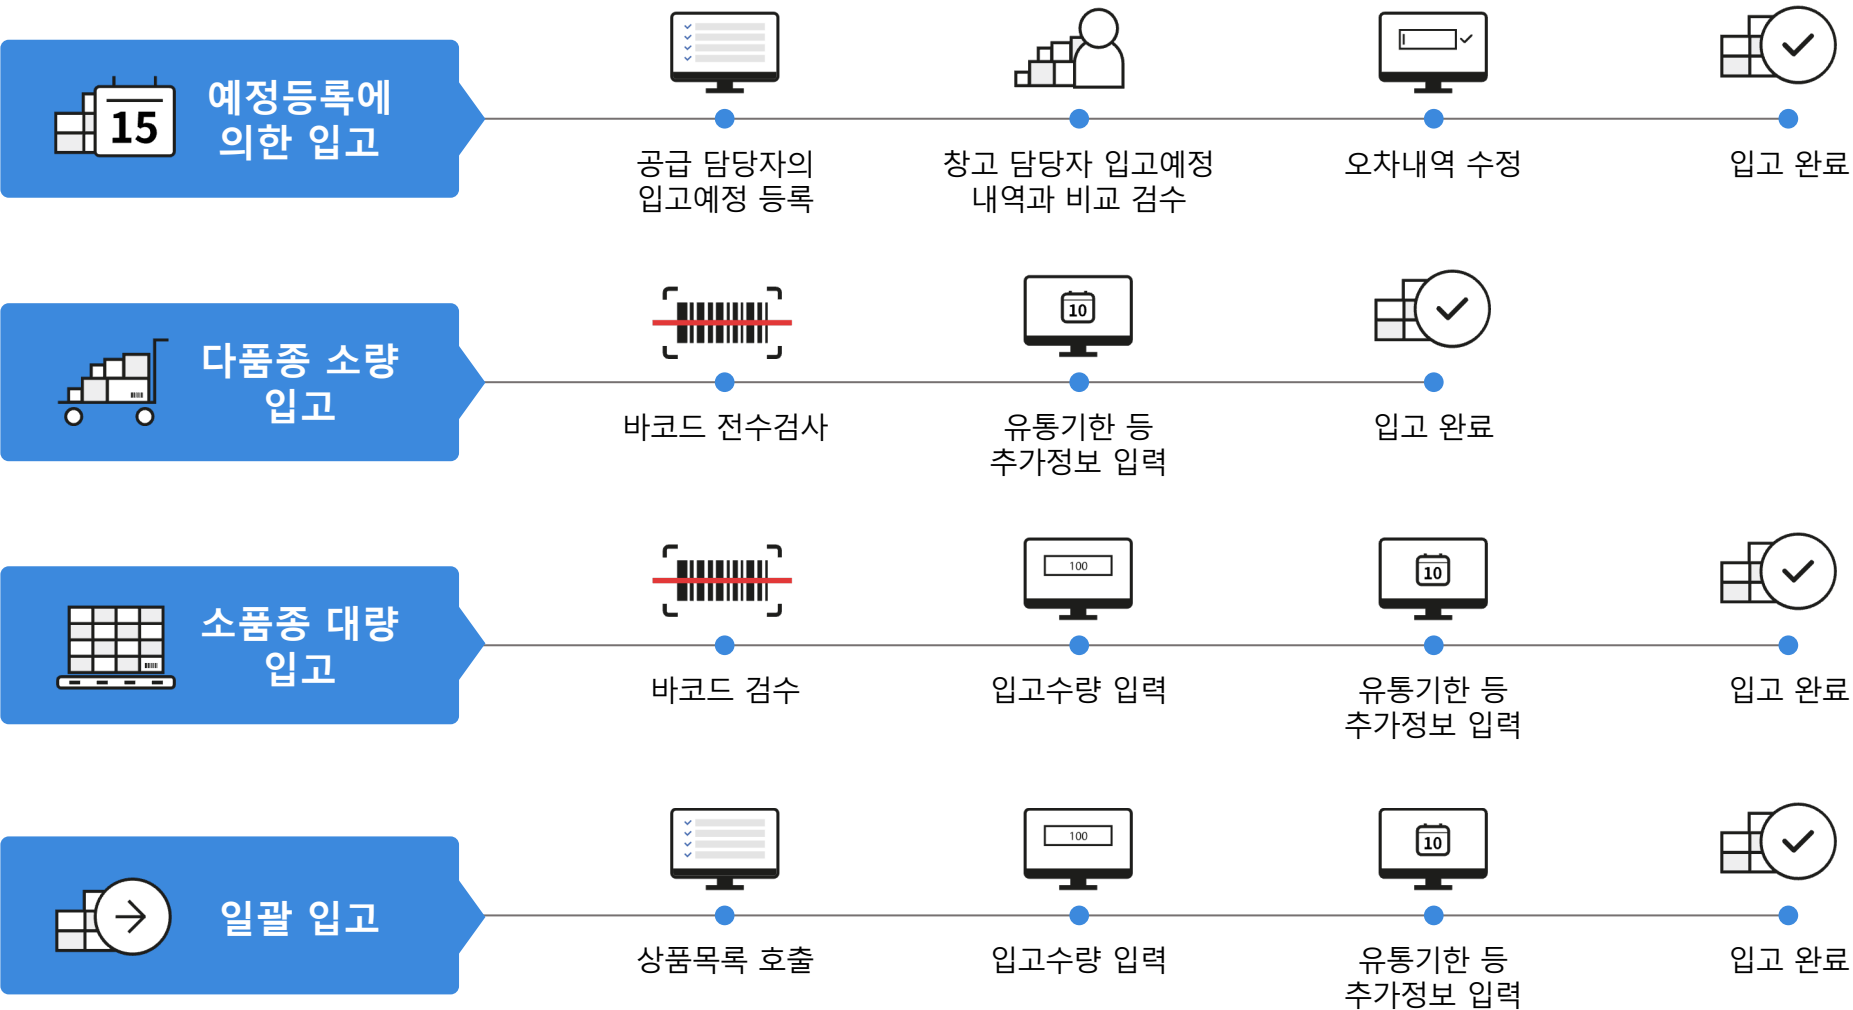 15
예정등록에
의한 입고
공급 담당자의
입고예정 등록
창고 담당자 입고예정
내역과 비교 검수
오차내역 수정
입고 완료
다품종 소량
입고
바코드 전수검사
10
유통기한 등
추가정보 입력
입고 완료
소품종 대량
입고
바코드 검수
100
입고수량 입력
10
유통기한 등
추가정보 입력
입고 완료
일괄 입고
상품목록 호출
100
입고수량 입력
10
유통기한 등
추가정보 입력
입고 완료